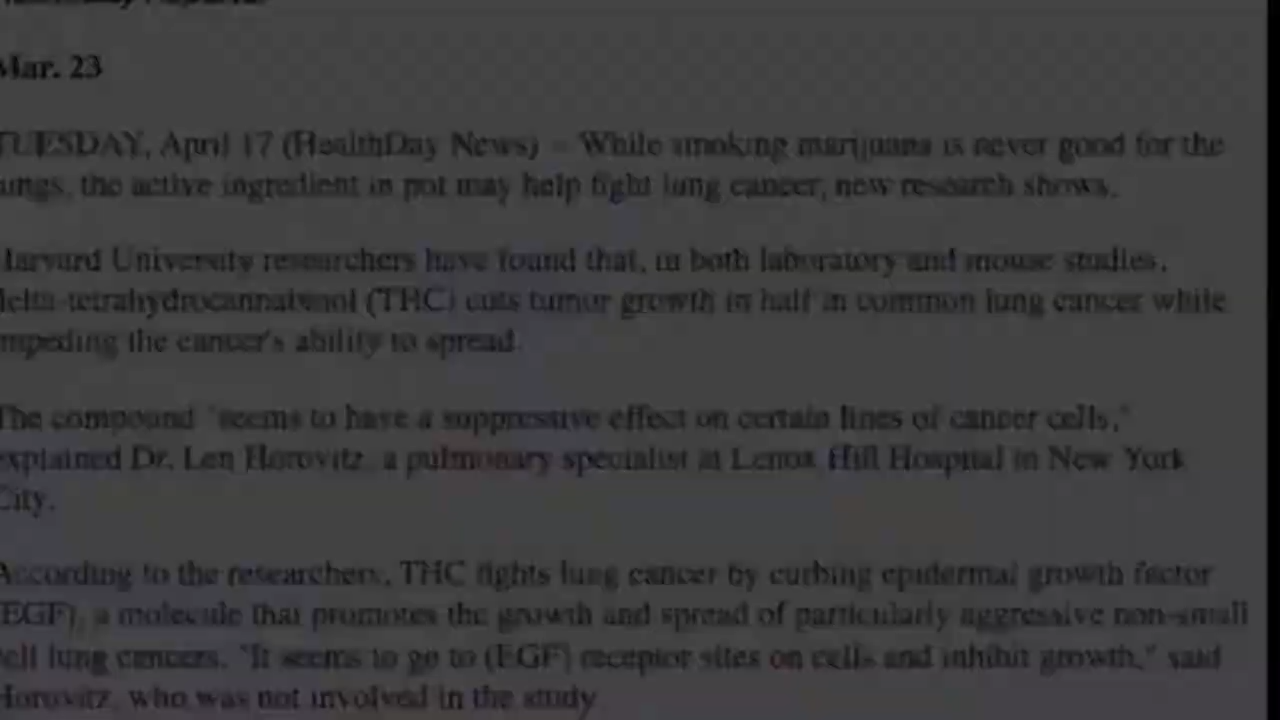 Mar. 23
TUESDAY, April 17 (HealthDay News) -- While smoking marijuana is never good for the
lungs, the active ingredient in pot may help fight lung cancer, new research shows.
Harvard University researchers have found that, in both laboratory and mouse studies,
delta-tetrahydrocannabinol (THC) cuts tumor growth in half in common lung cancer while
impeding the cancer's ability to spread.
The compound "seems to have a suppressive effect on certain lines of cancer cells,"
explained Dr. Len Horovitz, a pulmonary specialist at Lenox Hill Hospital in New York
City.
According to the researchers, THC fights lung cancer by curbing epidermal growth factor
(EGF), a molecule that promotes the growth and spread of particularly aggressive non-small
cell lung cancers. "It seems to go to (EGF) receptor sites on cells and inhibit growth," said
Horovitz, who was not involved in the study.